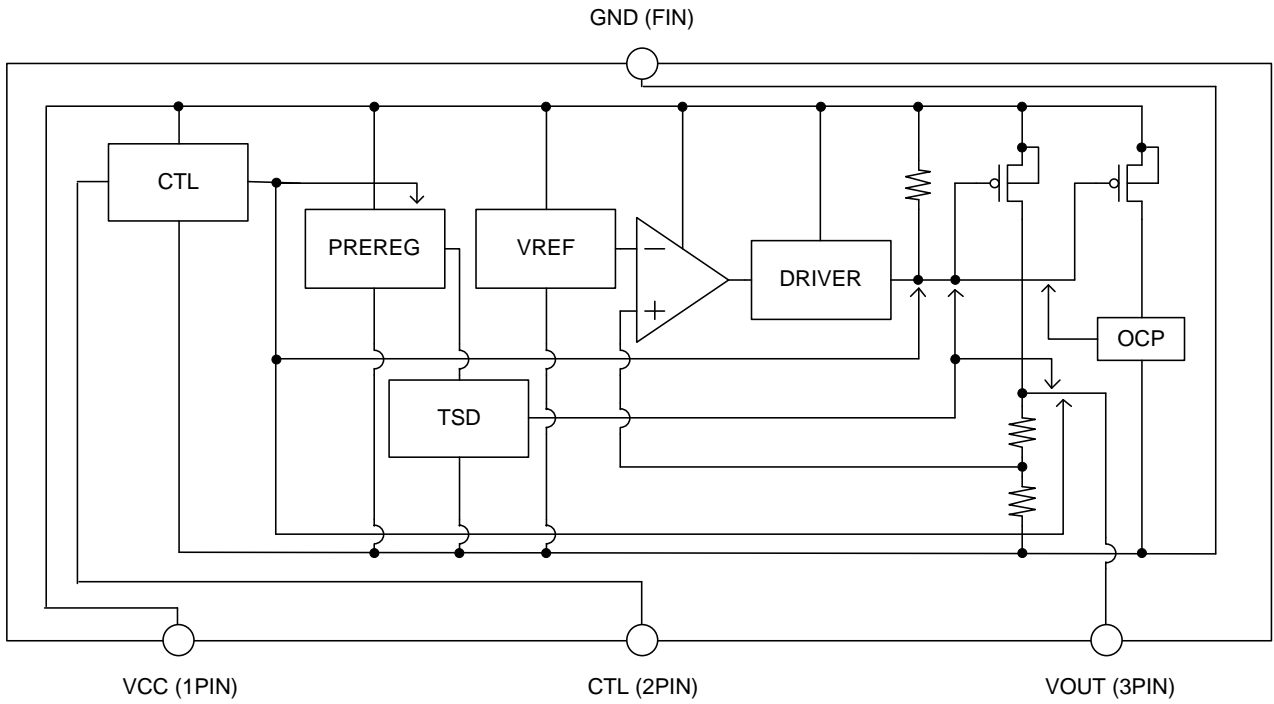 GND (FIN)
CTL
PREREG
VREF
DRIVER
OCP
TSD
VCC (1PIN)
CTL (2PIN)
VOUT (3PIN)